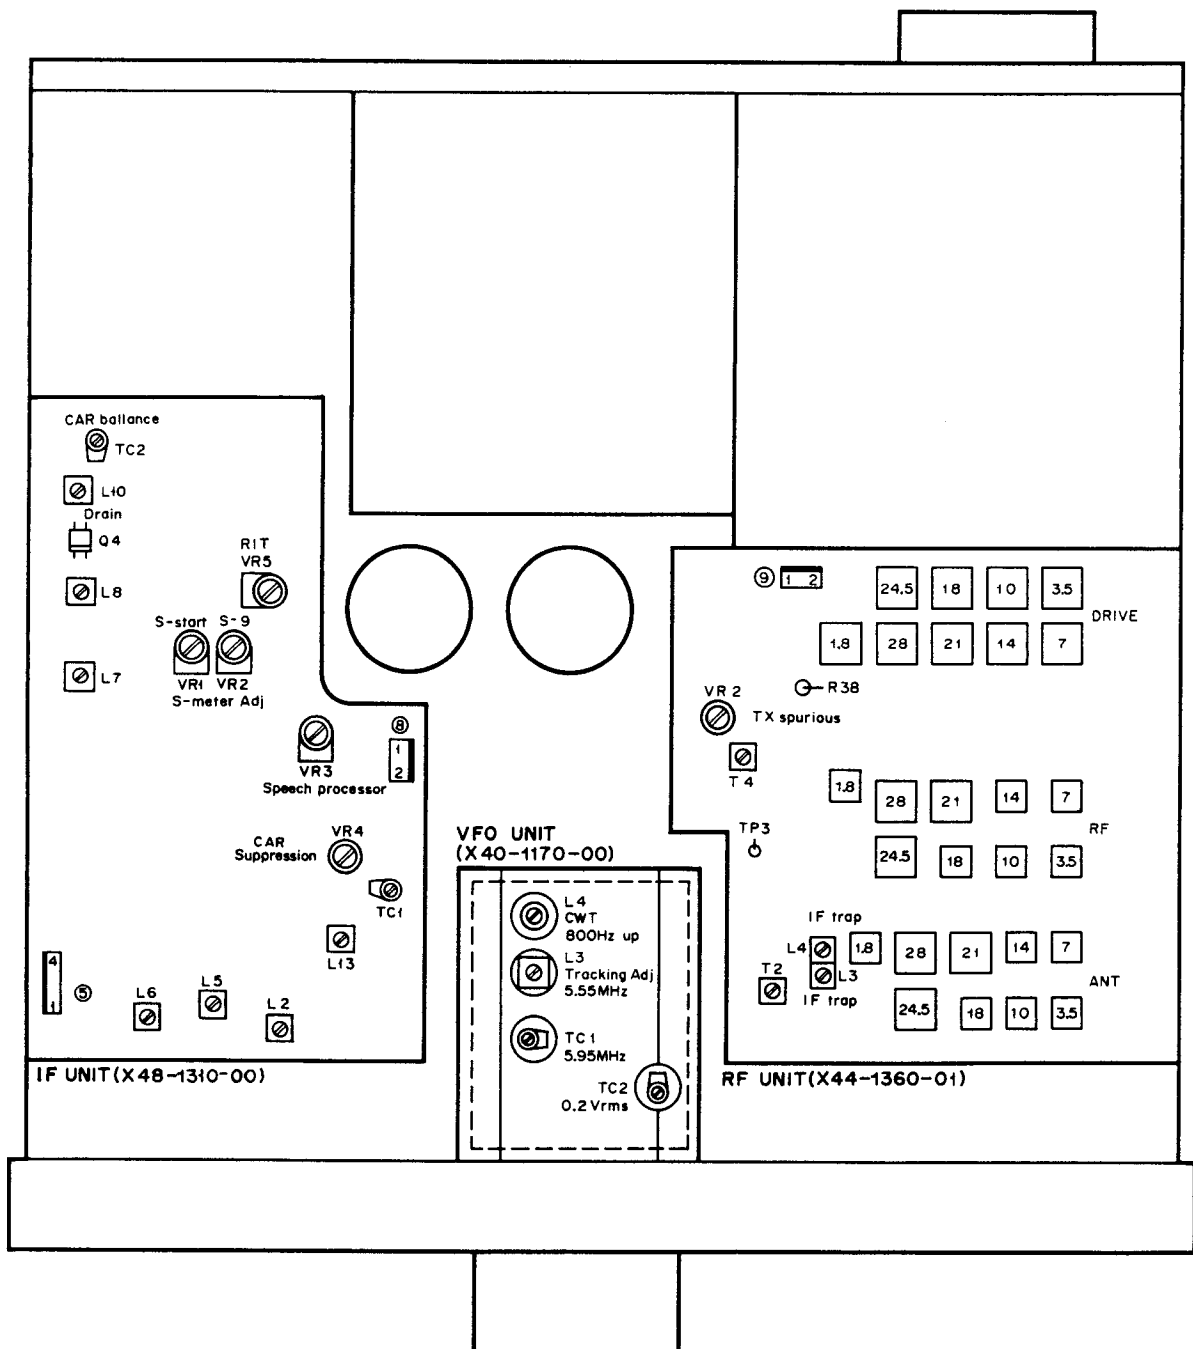 CAR ballance
TC2
L10
Drain
Q4
L8
RIT
VR5
S-start S-9
VR1 VR2
S-meter Adj
L7
8
1
2
VR3
Speech processor
VR4
CAR
Suppression
TC1
L13
4
1
5
L6
L5
L2
IF UNIT(X48-1310-00)
VFO UNIT
(X40-1170-00)
L4
CWT
800Hz up
L3
Tracking Adj
5.55MHz
TC1
5.95MHz
TC2
0.2Vrms
9
1 2
24.5 18 10 3.5
DRIVE
1.8 28 21 14 7
R38
VR2
TX spurious
T4
TP3
1.8 28 21 14 7
RF
24.5 18 10 3.5
IF trap
L4
L3
IF trap
T2
1.8 28 21 14 7
ANT
24.5 18 10 3.5
RF UNIT(X44-1360-01)